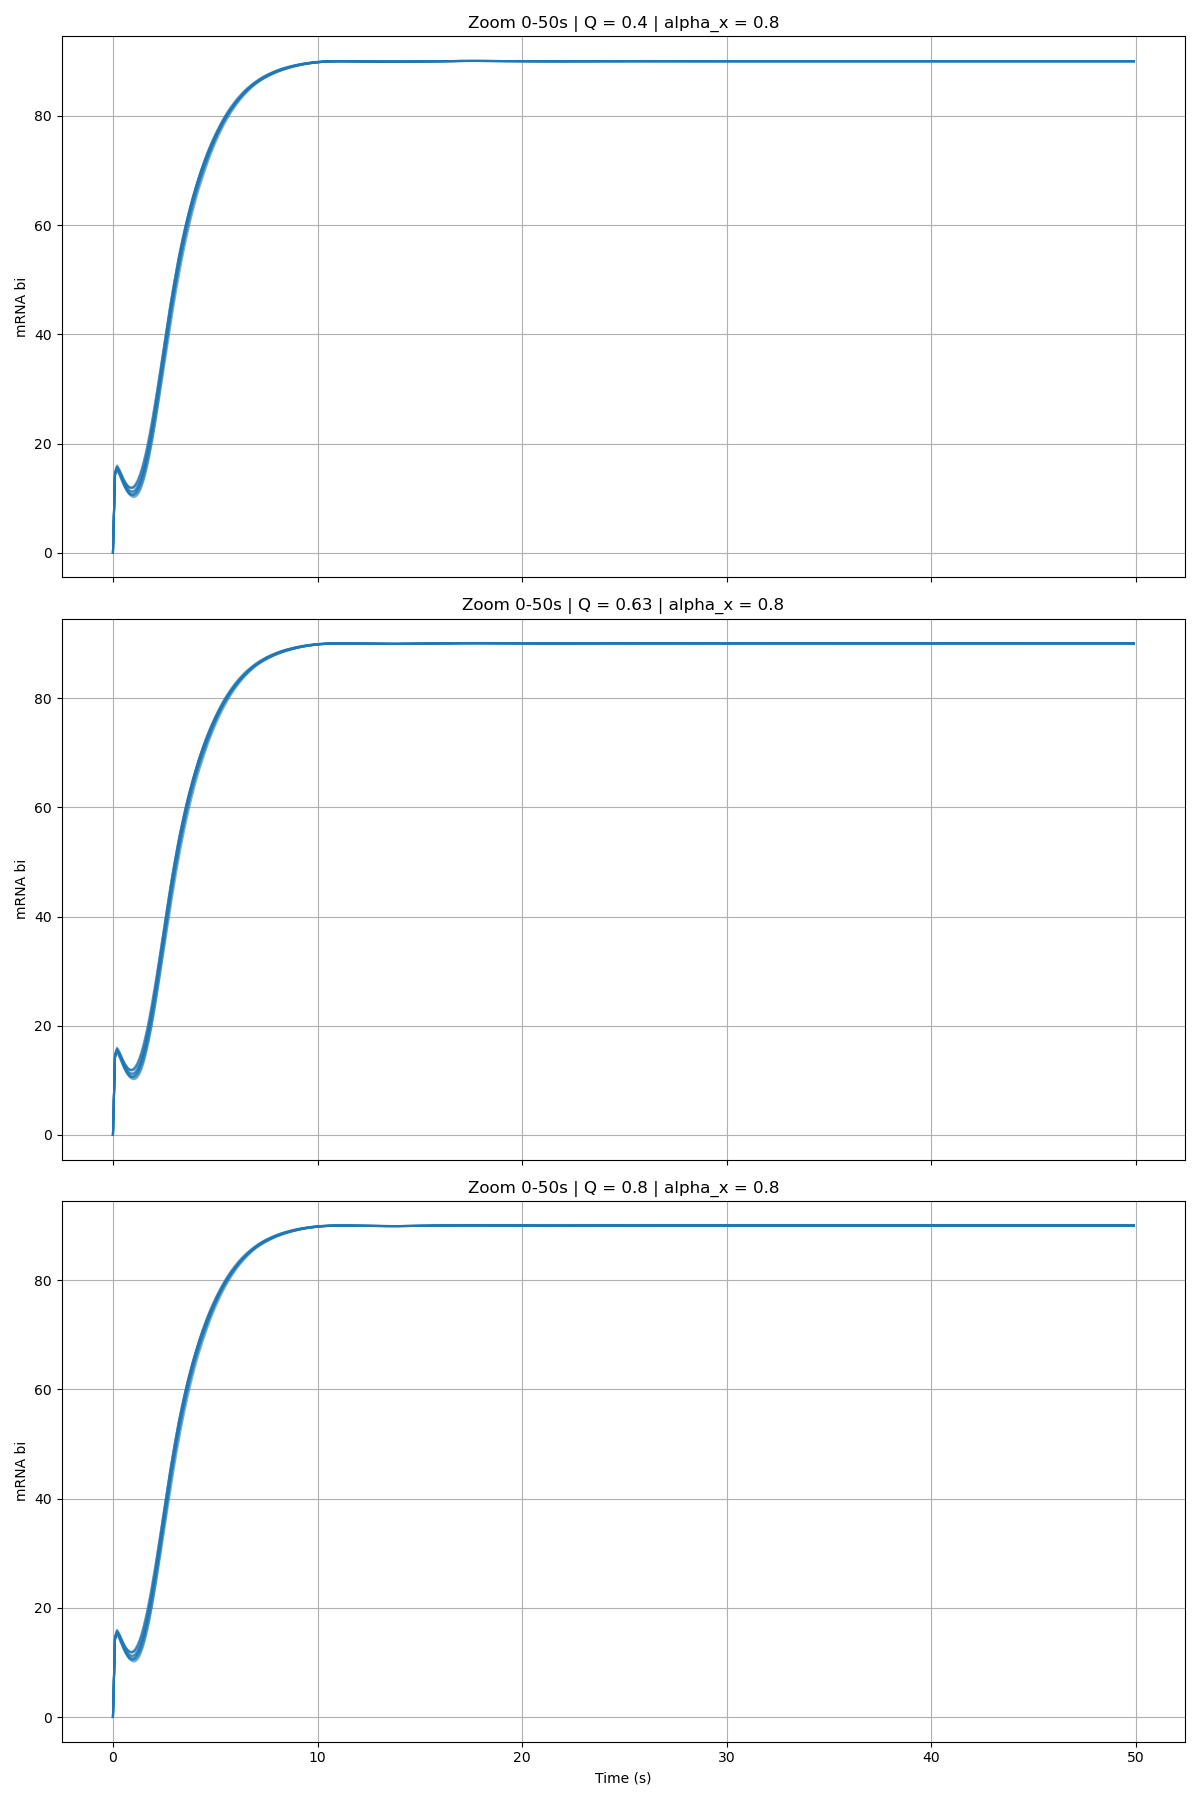 Zoom 0-50s | Q = 0.4 | alpha_x = 0.8
80
60
40
20
0
mRNA bi
Zoom 0-50s | Q = 0.63 | alpha_x = 0.8
80
60
40
20
0
mRNA bi
Zoom 0-50s | Q = 0.8 | alpha_x = 0.8
80
60
40
20
0
mRNA bi
0 10 20 30 40 50
Time (s)